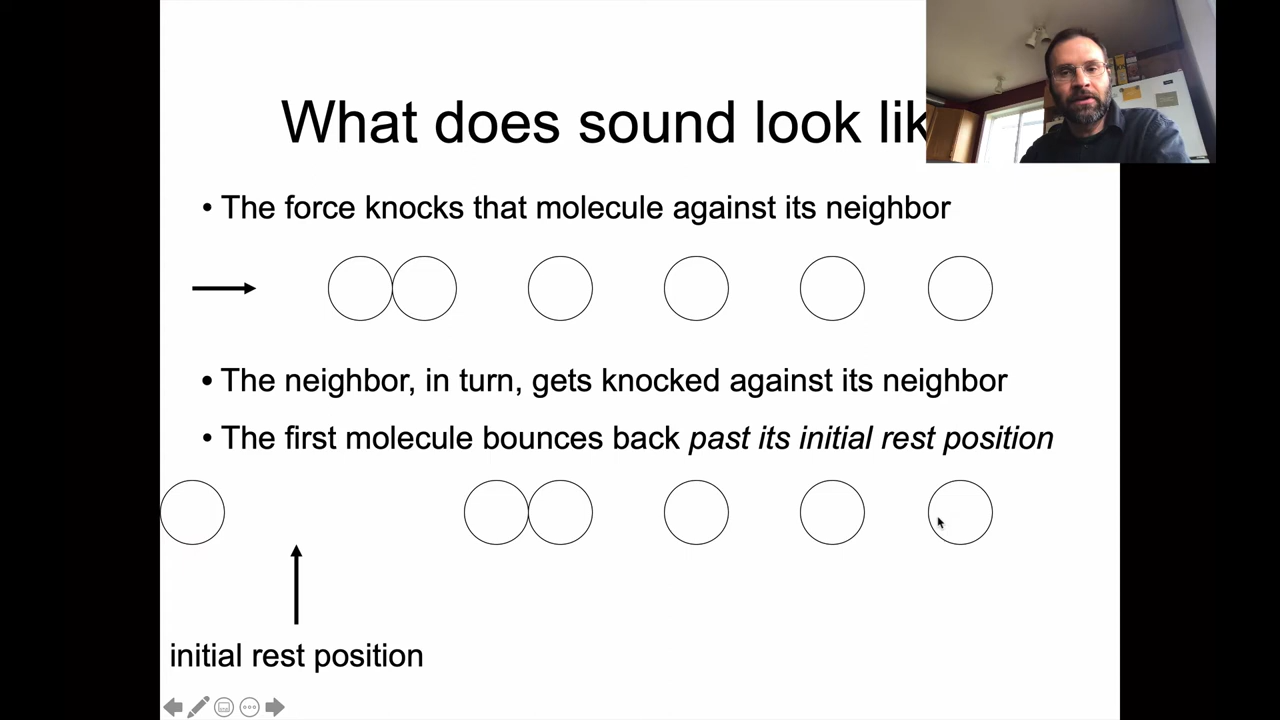 What does sound look lik
• The force knocks that molecule against its neighbor
• The neighbor, in turn, gets knocked against its neighbor
• The first molecule bounces back past its initial rest position
initial rest position